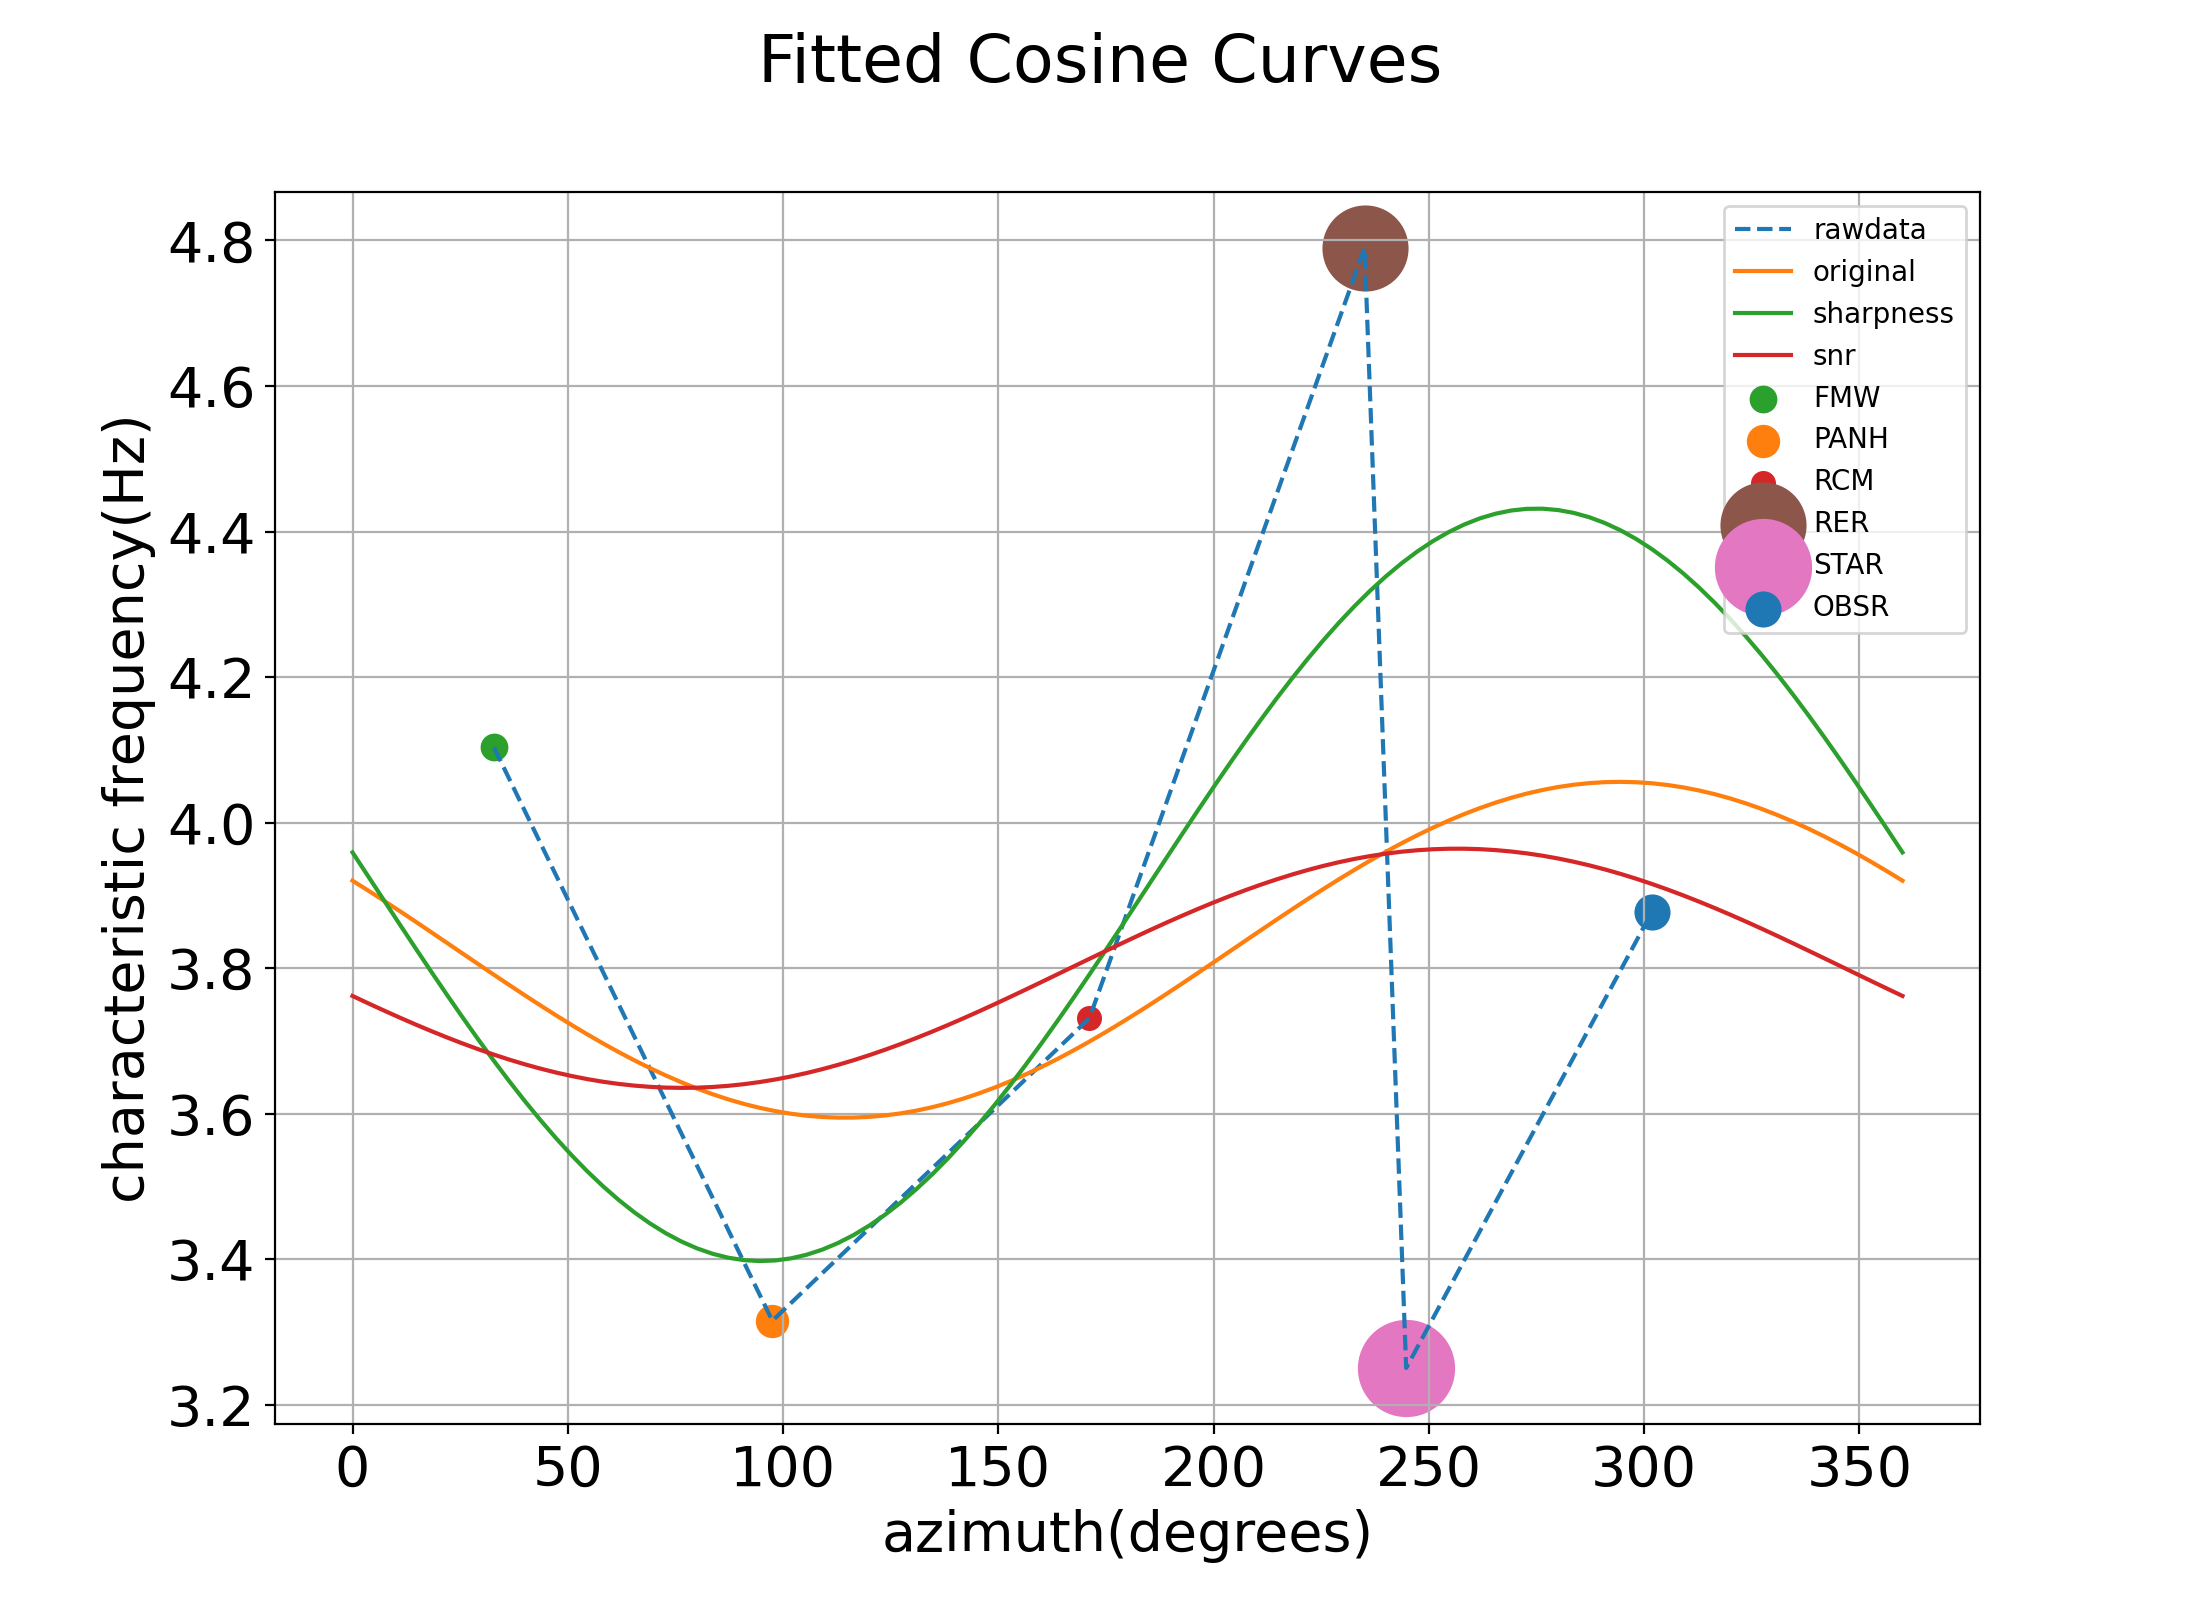 Fitted Cosine Curves
rawdata
original
sharpness
snr
FMW
PANH
RCM
RER
STAR
OBSR
characteristic frequency(Hz)
4.8
4.6
4.4
4.2
4.0
3.8
3.6
3.4
3.2
0 50 100 150 200 250 300 350
azimuth(degrees)